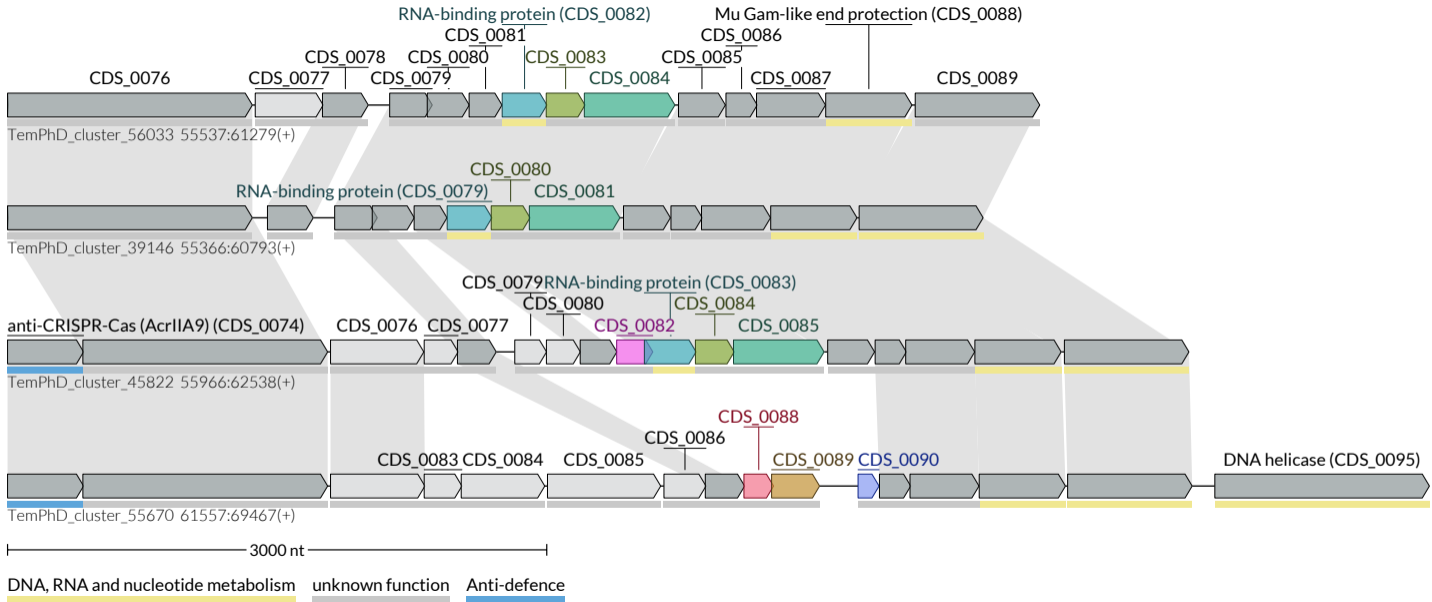 RNA-binding protein (CDS_0082) Mu Gam-like end protection (CDS_0088)
CDS_0081 CDS_0086
CDS_0078 CDS_0080 CDS_0083 CDS_0085
CDS_0076 CDS_0077 CDS_0079 CDS_0084 CDS_0087 CDS_0089
TemPhD_cluster_56033 55537:61279(+)
CDS_0080
RNA-binding protein (CDS_0079) CDS_0081
TemPhD_cluster_39146 55366:60793(+)
CDS_0079 RNA-binding protein (CDS_0083)
CDS_0080 CDS_0084
anti-CRISPR-Cas (AcrIIA9) (CDS_0074) CDS_0076 CDS_0077 CDS_0082 CDS_0085
TemPhD_cluster_45822 55966:62538(+)
CDS_0088
CDS_0086
CDS_0083 CDS_0084 CDS_0085 CDS_0089 CDS_0090 DNA helicase (CDS_0095)
TemPhD_cluster_55670 61557:69467(+)
3000 nt
DNA, RNA and nucleotide metabolism unknown function Anti-defence